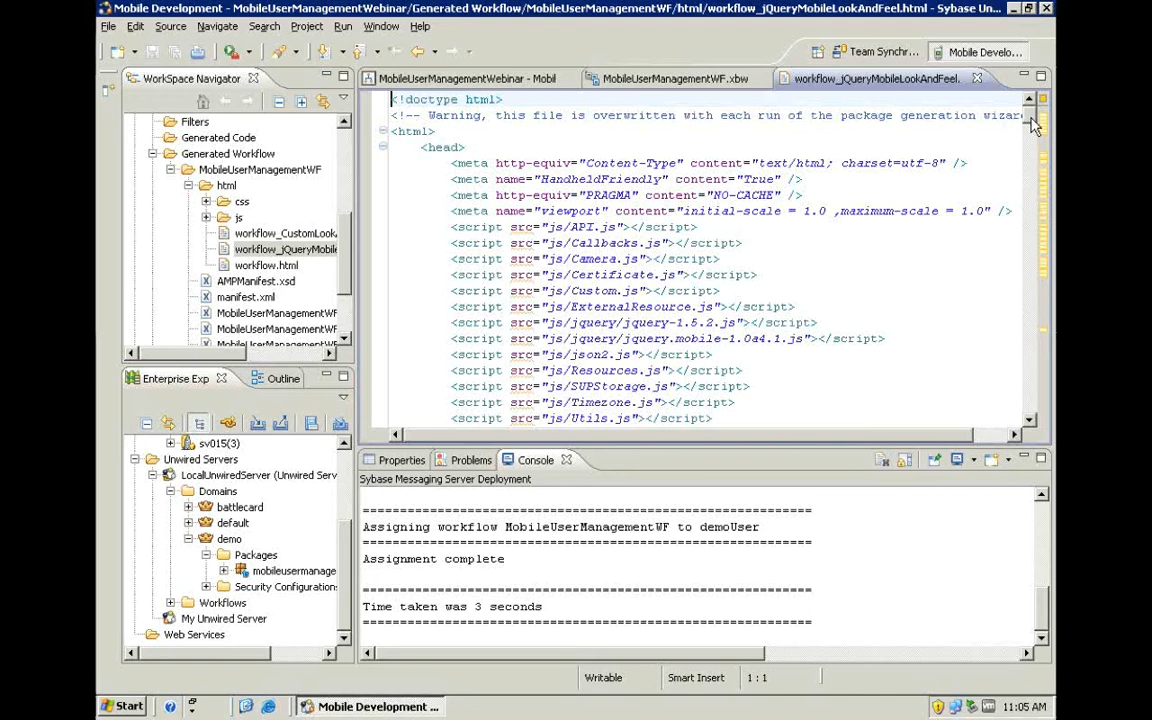 Mobile Development - MobileUserManagementWebinar/Generated Workflow/MobileUserManagementWF/html/workflow_jQueryMobileLookAndFeel.html - Sybase Un...
File Edit Source Navigate Search Project Run Window Help
Team Synchr... Mobile Develo...
WorkSpace Navigator
Filters
Generated Code
Generated Workflow
MobileUserManagementWF
html
css
js
workflow_CustomLook
workflow_jQueryMobile
workflow.html
AMPManifest.xsd
manifest.xml
MobileUserManagementWF
MobileUserManagementWF
MobileUserManagementWF
MobileUserManagementWebinar - Mobil MobileUserManagementWF.xbw workflow_jQueryMobileLookAndFeel.
<!doctype html>
<!-- Warning, this file is overwritten with each run of the package generation wizar
<html>
<head>
<meta http-equiv="Content-Type" content="text/html; charset=utf-8" />
<meta name="HandheldFriendly" content="True" />
<meta http-equiv="PRAGMA" content="NO-CACHE" />
<meta name="viewport" content="initial-scale = 1.0 ,maximum-scale = 1.0" />
<script src="js/API.js"></script>
<script src="js/Callbacks.js"></script>
<script src="js/Camera.js"></script>
<script src="js/Certificate.js"></script>
<script src="js/Custom.js"></script>
<script src="js/ExternalResource.js"></script>
<script src="js/jquery/jquery-1.5.2.js"></script>
<script src="js/jquery/jquery.mobile-1.0a4.1.js"></script>
<script src="js/json2.js"></script>
<script src="js/Resources.js"></script>
<script src="js/SUPStorage.js"></script>
<script src="js/Timezone.js"></script>
<script src="js/Utils.js"></script>
Enterprise Exp Outline
sv015(3)
Unwired Servers
LocalUnwiredServer (Unwired Serv
Domains
battlecard
default
demo
Packages
mobileusermanage
Security Configuration
Workflows
My Unwired Server
Web Services
Properties Problems Console
Sybase Messaging Server Deployment
==================================================
Assigning workflow MobileUserManagementWF to demoUser
==================================================
Assignment complete
==================================================
Time taken was 3 seconds
==================================================
Writable Smart Insert 1 : 1
Start Mobile Development ... 11:05 AM